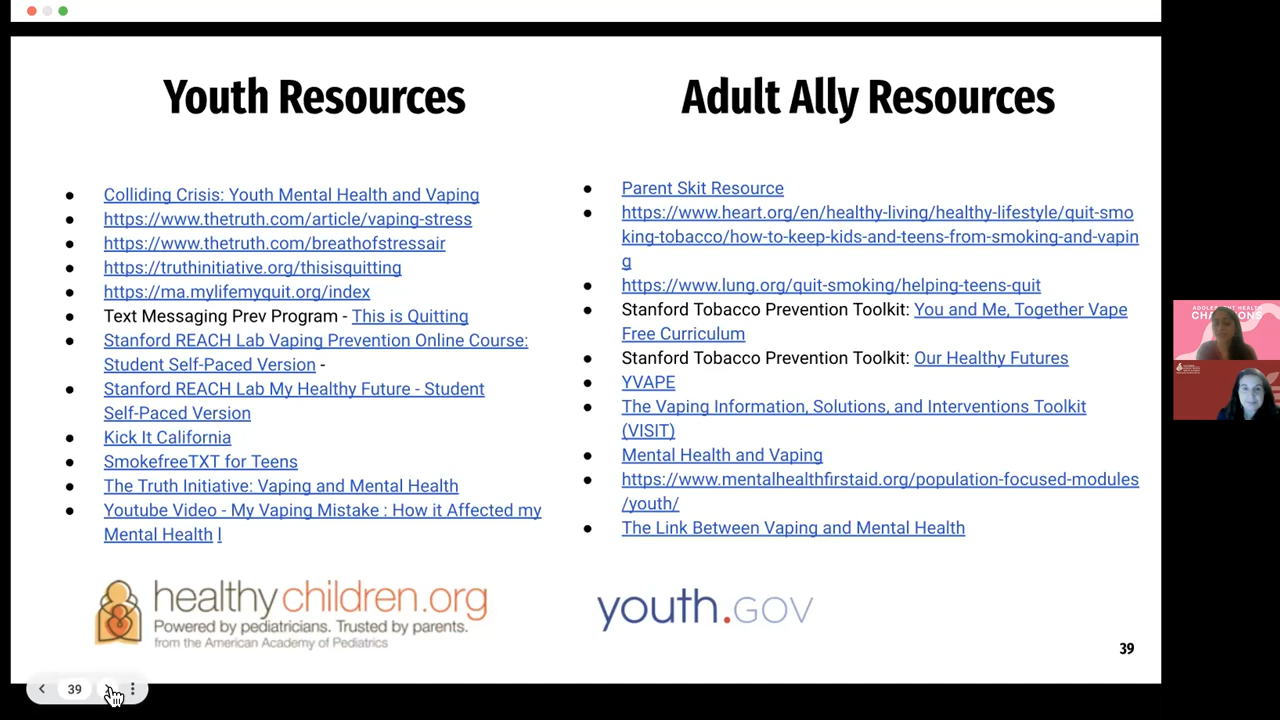 Youth Resources
Colliding Crisis: Youth Mental Health and Vaping
https://www.thetruth.com/article/vaping-stress
https://www.thetruth.com/breathofstressair
https://truthinitiative.org/thisisquitting
https://ma.mylifemyquit.org/index
Text Messaging Prev Program - This is Quitting
Stanford REACH Lab Vaping Prevention Online Course:
Student Self-Paced Version -
Stanford REACH Lab My Healthy Future - Student
Self-Paced Version
Kick It California
SmokefreeTXT for Teens
The Truth Initiative: Vaping and Mental Health
Youtube Video - My Vaping Mistake : How it Affected my
Mental Health l
healthychildren.org
Powered by pediatricians. Trusted by parents.
from the American Academy of Pediatrics
Adult Ally Resources
Parent Skit Resource
https://www.heart.org/en/healthy-living/healthy-lifestyle/quit-smo
king-tobacco/how-to-keep-kids-and-teens-from-smoking-and-vapin
g
https://www.lung.org/quit-smoking/helping-teens-quit
Stanford Tobacco Prevention Toolkit: You and Me, Together Vape
Free Curriculum
Stanford Tobacco Prevention Toolkit: Our Healthy Futures
YVAPE
The Vaping Information, Solutions, and Interventions Toolkit
(VISIT)
Mental Health and Vaping
https://www.mentalhealthfirstaid.org/population-focused-modules
/youth/
The Link Between Vaping and Mental Health
youth.GOV
39
39